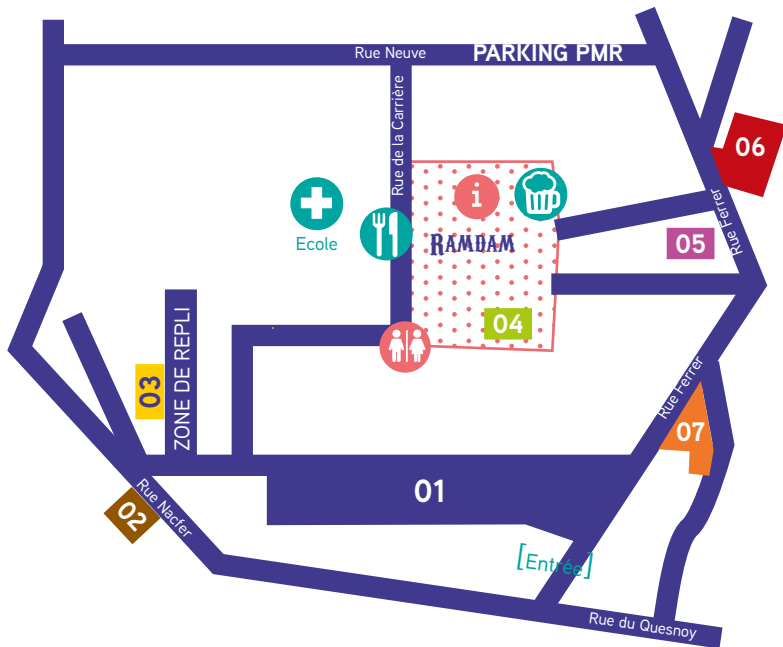 Rue Neuve
PARKING PMR
Rue de la Carrière
06
i
Ecole
RAMDAM
Rue Ferrer
05
04
ZONE DE REPLI
03
Rue Ferrer
07
01
02
Rue Nacfer
[Entrée]
Rue du Quesnoy